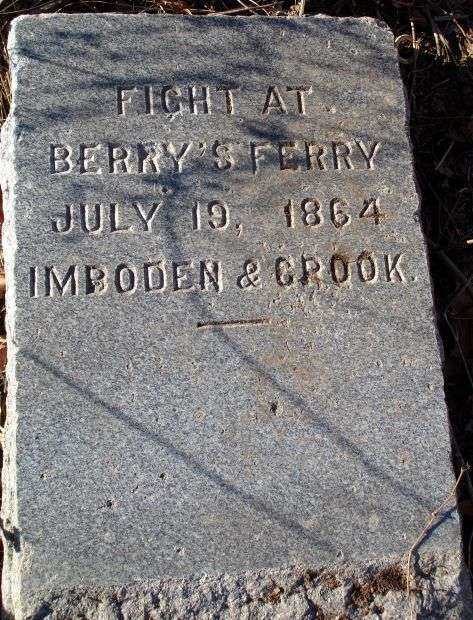 FIGHT AT
BERRY'S FERRY
JULY 19, 1864
IMBODEN & CROOK.